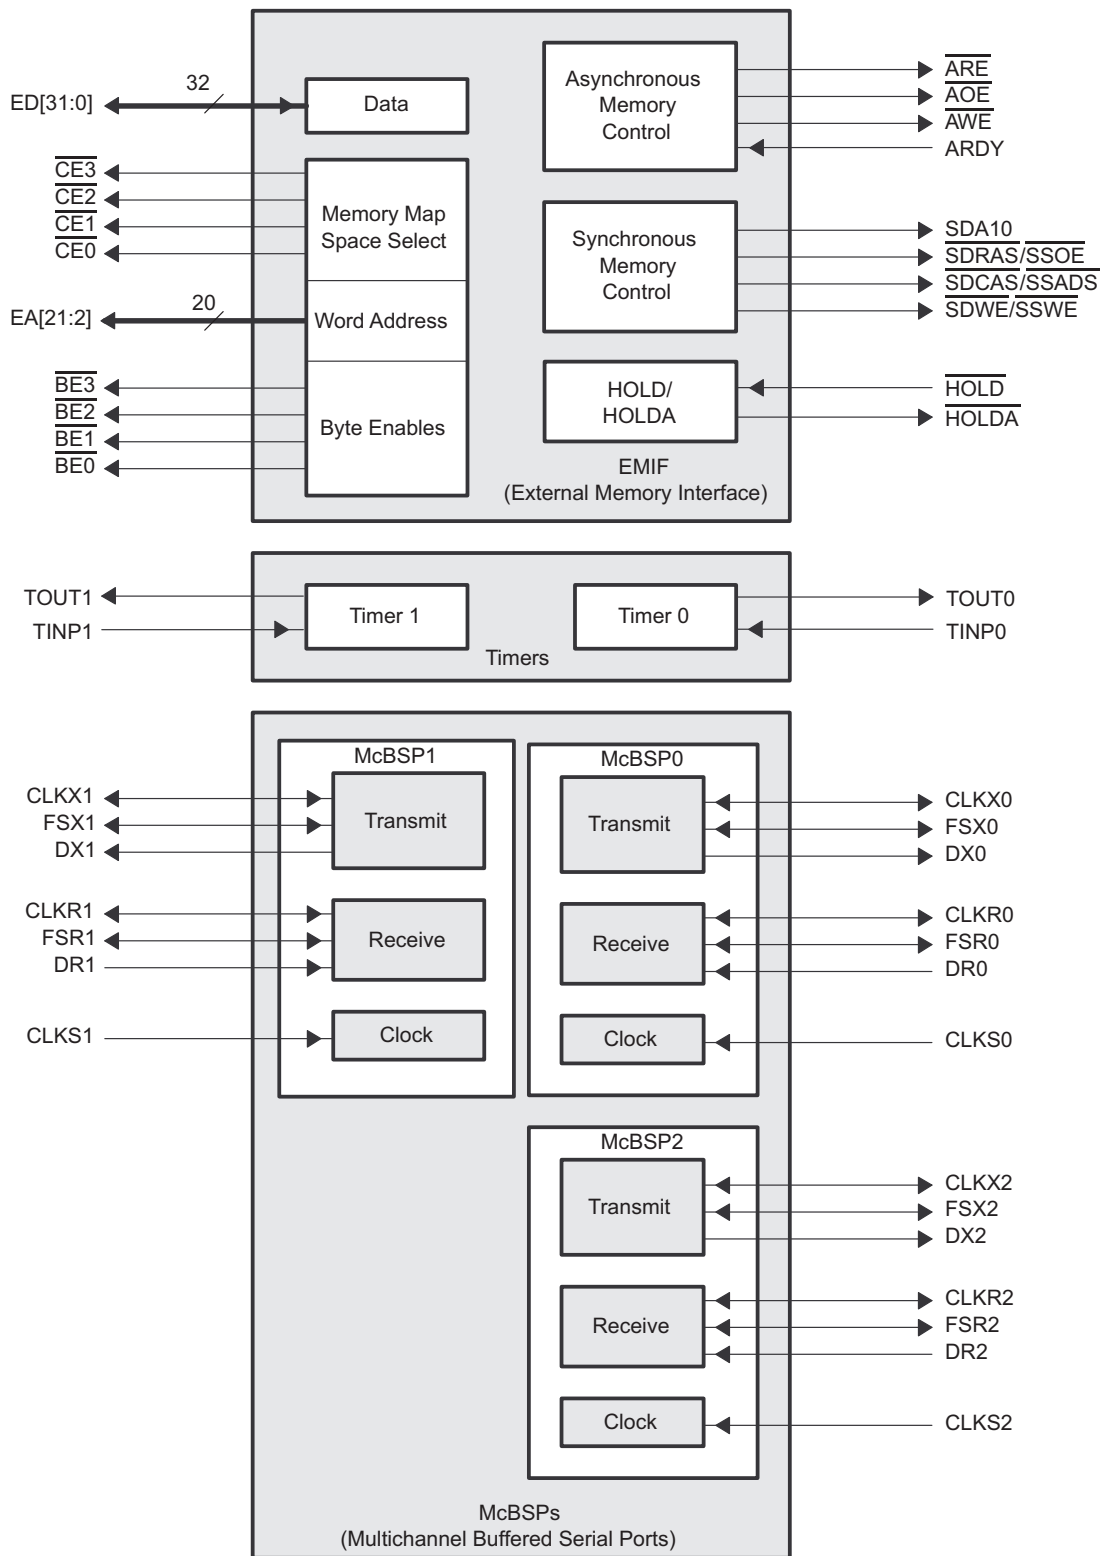 32
ED[31:0]
Data
CE3
CE2
CE1
CE0
Memory Map
Space Select
20
EA[21:2]
Word Address
BE3
BE2
BE1
BE0
Byte Enables
Asynchronous
Memory
Control
ARE
AOE
AWE
ARDY
Synchronous
Memory
Control
SDA10
SDRAS/SSOE
SDCAS/SSADS
SDWE/SSWE
HOLD/
HOLDA
HOLD
HOLDA
EMIF
(External Memory Interface)
TOUT1
TINP1
Timer 1
Timer 0
TOUT0
TINP0
Timers
McBSP1
CLKX1
FSX1
DX1
Transmit
CLKR1
FSR1
DR1
Receive
CLKS1
Clock
McBSP0
Transmit
CLKX0
FSX0
DX0
Receive
CLKR0
FSR0
DR0
Clock
CLKS0
McBSP2
Transmit
CLKX2
FSX2
DX2
Receive
CLKR2
FSR2
DR2
Clock
CLKS2
McBSPs
(Multichannel Buffered Serial Ports)